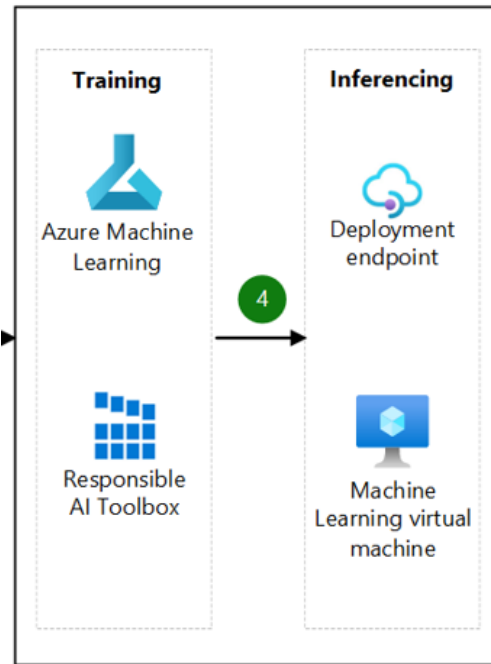 Training
Azure Machine
Learning
Responsible
AI Toolbox
4
Inferencing
Deployment
endpoint
Machine
Learning virtual
machine